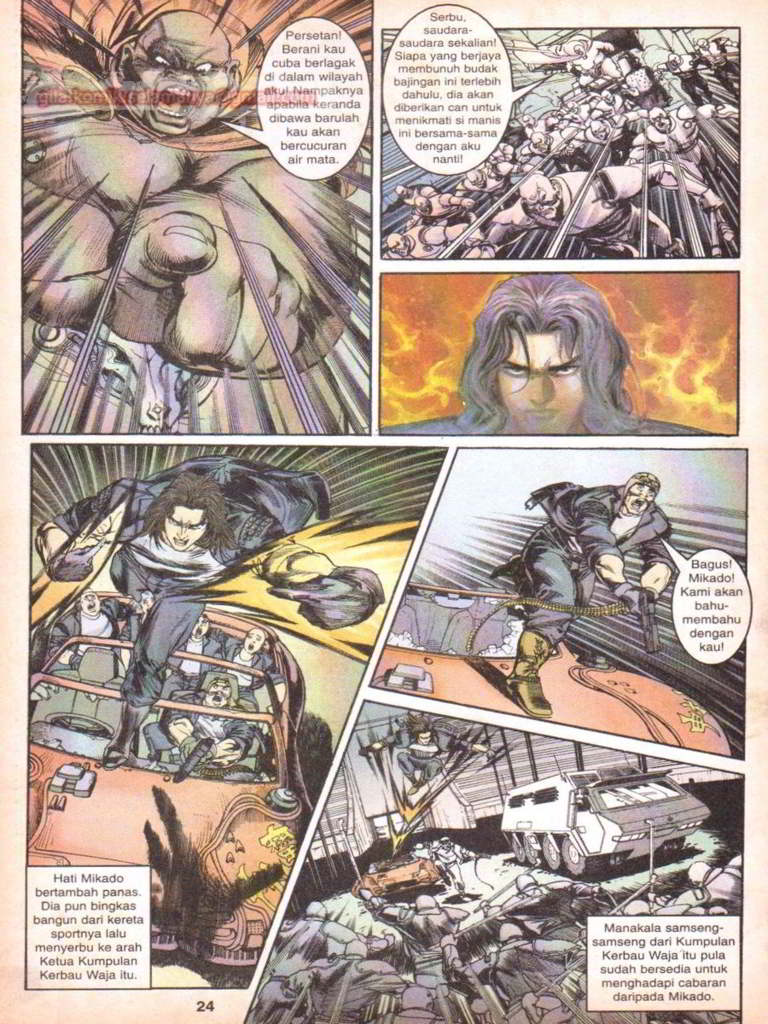 Persetan!
Berani kau
cuba berlagak
di dalam wilayah
aku! Nampaknya
apabila keranda
dibawa barulah
kau akan
bercucuran
air mata.
Serbu,
saudara-
saudara sekalian!
Siapa yang berjaya
membunuh budak
bajingan ini terlebih
dahulu, dia akan
diberikan can untuk
menikmati si manis
ini bersama-sama
dengan aku
nanti!
Bagus!
Mikado!
Kami akan
bahu-
membahu
dengan
kau!
Hati Mikado
bertambah panas.
Dia pun bingkas
bangun dari kereta
sportnya lalu
menyerbu ke arah
Ketua Kumpulan
Kerbau Waja itu.
Manakala samseng-
samseng dari Kumpulan
Kerbau Waja itu pula
sudah bersedia untuk
menghadapi cabaran
daripada Mikado.
24